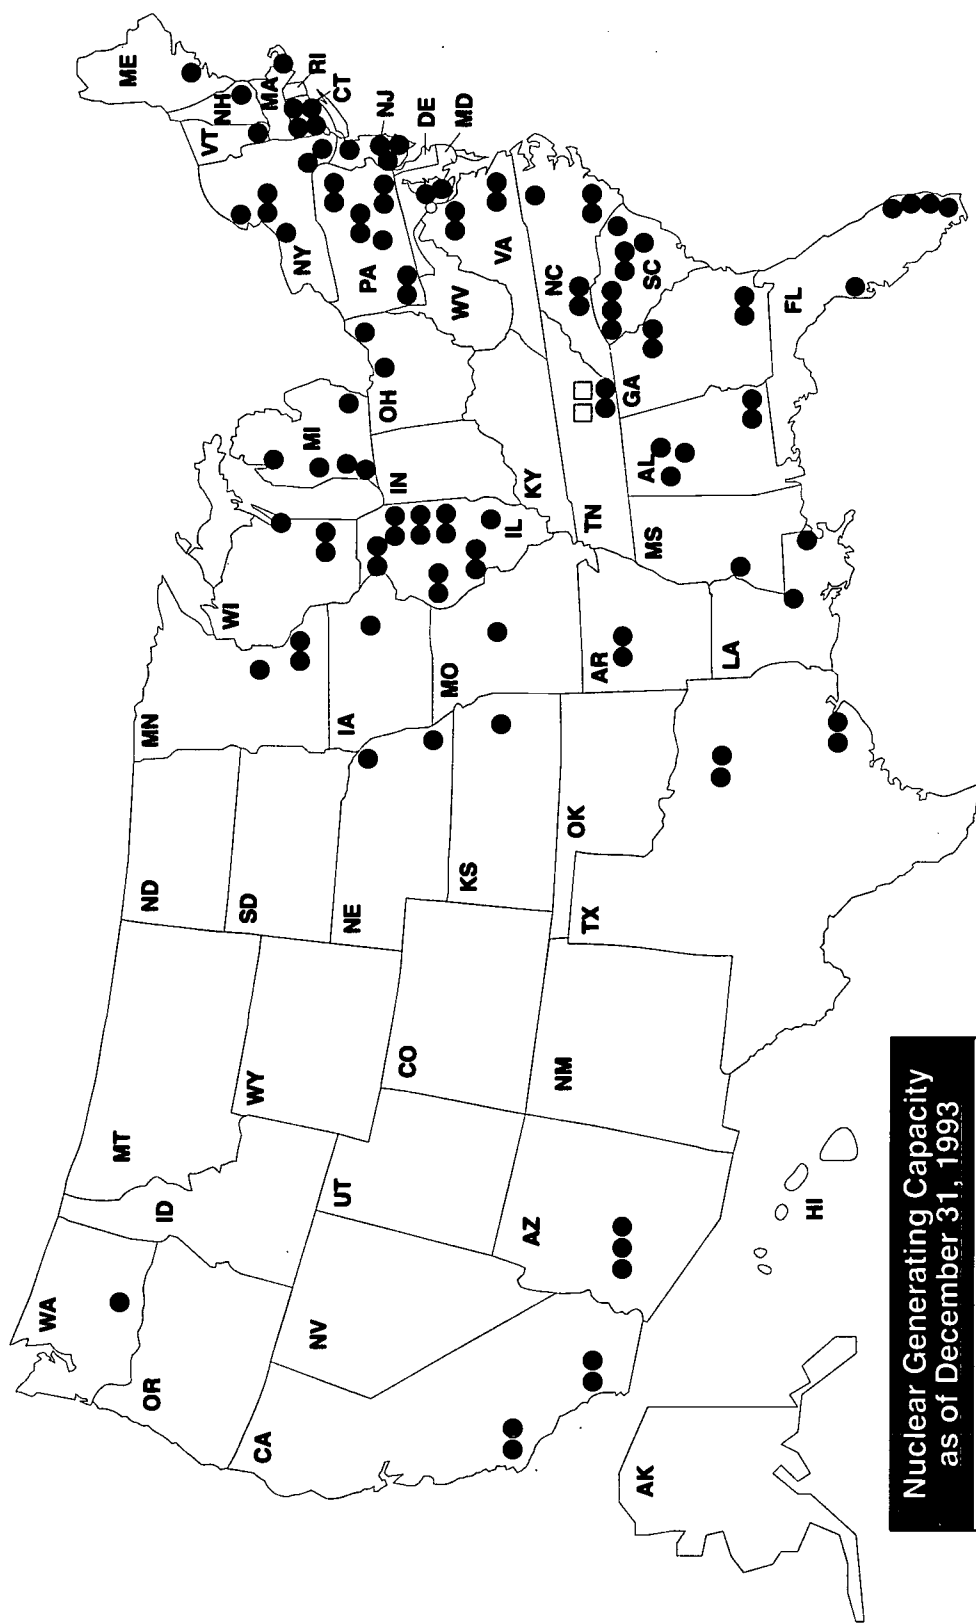 WA
MT
ND
MN
ME
VT
NH
MA
RI
CT
NY
NJ
DE
MD
PA
OR
ID
SD
WI
MI
WY
NE
IA
IL
IN
OH
WV
VA
NV
UT
CO
KS
MO
KY
CA
AZ
NM
OK
AR
TN
NC
SC
TX
LA
MS
AL
GA
FL
AK
HI
Nuclear Generating Capacity
as of December 31, 1993